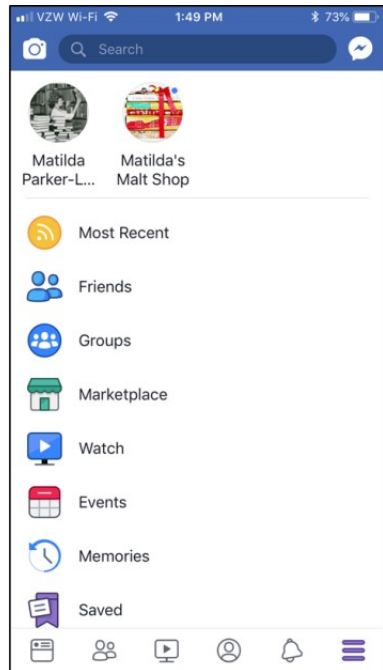 VZW Wi-Fi 1:49 PM 73%
Search
Matilda Parker-L...
Matilda's Malt Shop
Most Recent
Friends
Groups
Marketplace
Watch
Events
Memories
Saved